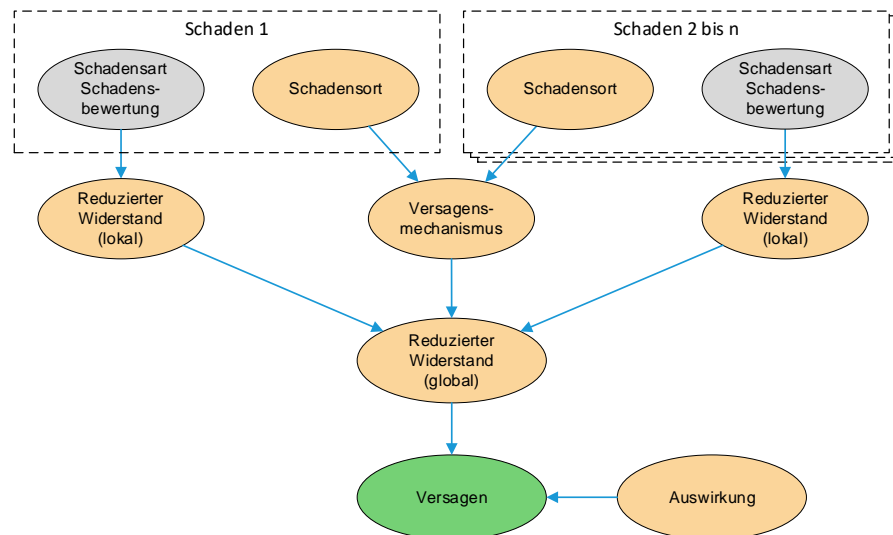 Schaden 1
Schadensart
Schadens-
bewertung
Schadensort
Schaden 2 bis n
Schadensort
Schadensart
Schadens-
bewertung
Reduzierter
Widerstand
(lokal)
Versagens-
mechanismus
Reduzierter
Widerstand
(lokal)
Reduzierter
Widerstand
(global)
Versagen
Auswirkung